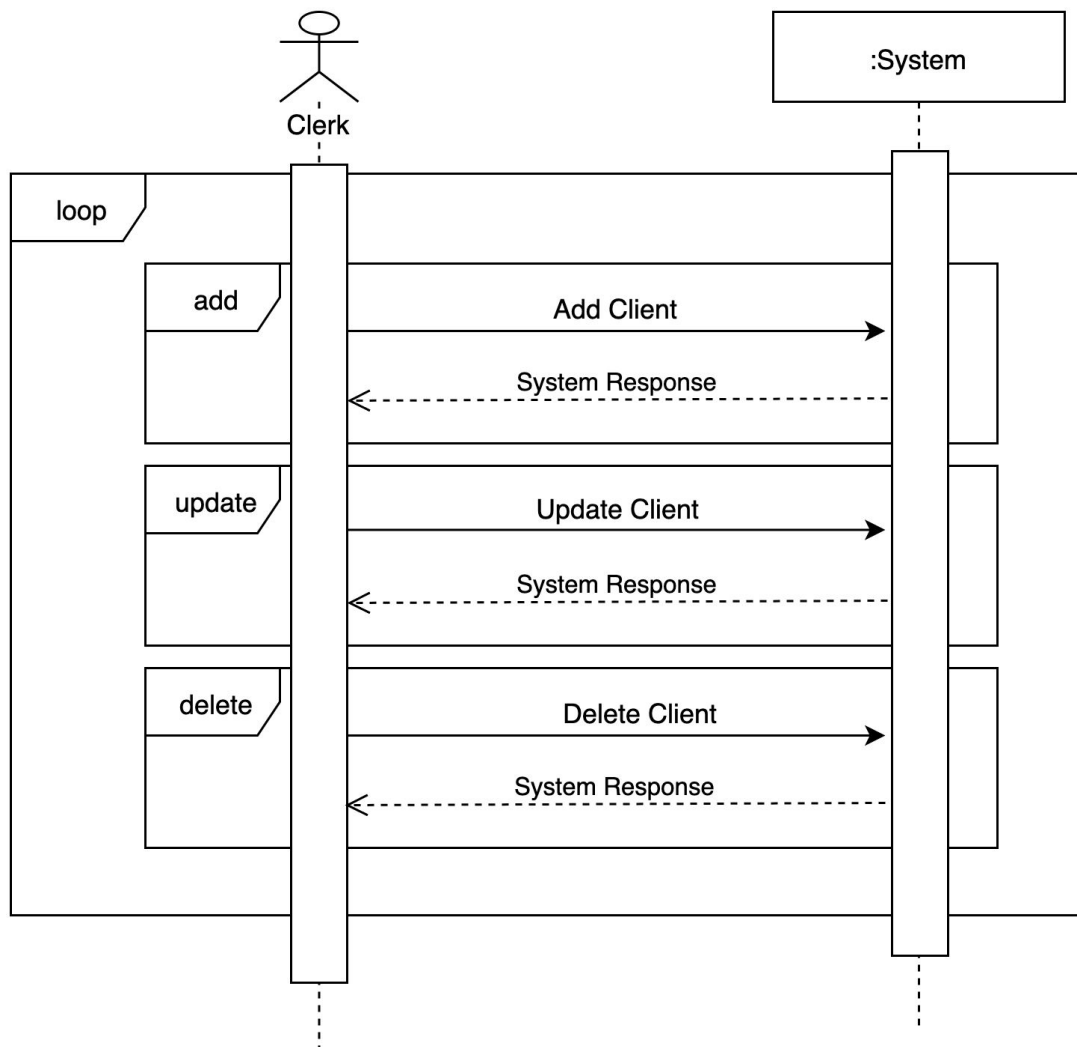 :System
Clerk
loop
add
Add Client
System Response
update
Update Client
System Response
delete
Delete Client
System Response